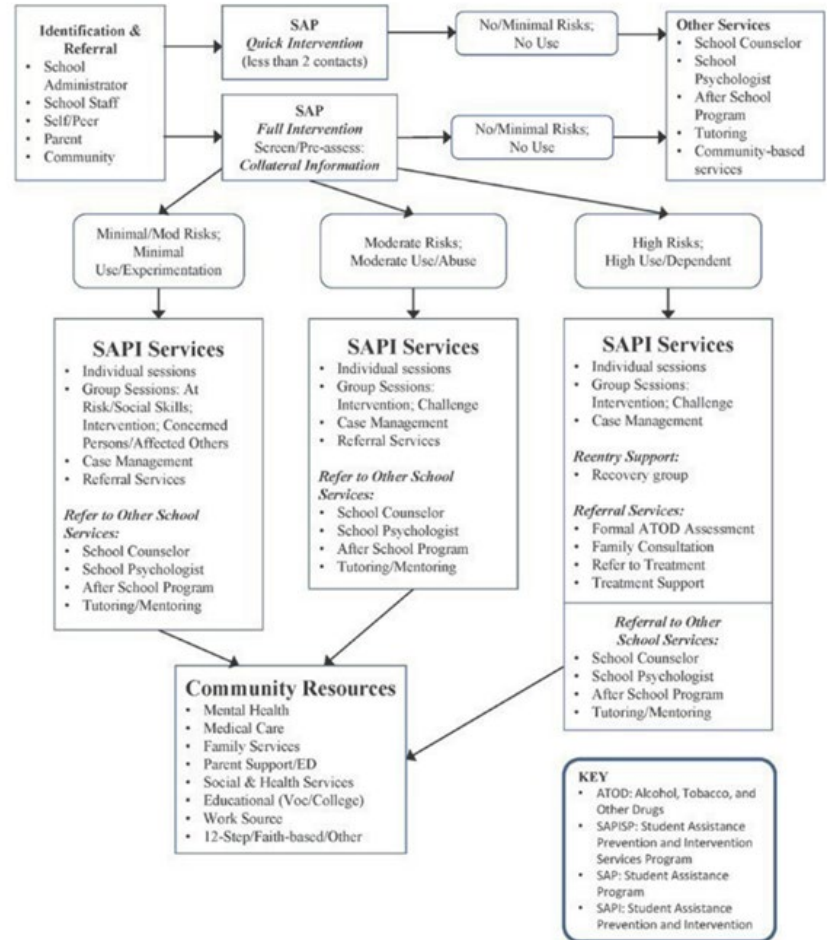 Identification &
Referral
• School
Administrator
• School Staff
• Self/Peer
• Parent
• Community
SAP
Quick Intervention
(less than 2 contacts)
No/Minimal Risks;
No Use
Other Services
• School Counselor
• School
Psychologist
• After School
Program
• Tutoring
• Community-based
services
SAP
Full Intervention
Screen/Pre-assess:
Collateral Information
No/Minimal Risks;
No Use
Minimal/Mod Risks;
Minimal
Use/Experimentation
Moderate Risks;
Moderate Use/Abuse
High Risks;
High Use/Dependent
SAPI Services
• Individual sessions
• Group Sessions: At
Risk/Social Skills;
Intervention; Concerned
Persons/Affected Others
• Case Management
• Referral Services
Refer to Other School
Services:
• School Counselor
• School Psychologist
• After School Program
• Tutoring/Mentoring
SAPI Services
• Individual sessions
• Group Sessions:
Intervention; Challenge
• Case Management
• Referral Services
Refer to Other School
Services:
• School Counselor
• School Psychologist
• After School Program
• Tutoring/Mentoring
SAPI Services
• Individual sessions
• Group Sessions:
Intervention; Challenge
• Case Management
Reentry Support:
• Recovery group
Referral Services:
• Formal ATOD Assessment
• Family Consultation
• Refer to Treatment
• Treatment Support
Referral to Other
School Services:
• School Counselor
• School Psychologist
• After School Program
• Tutoring/Mentoring
Community Resources
• Mental Health
• Medical Care
• Family Services
• Parent Support/ED
• Social & Health Services
• Educational (Voc/College)
• Work Source
• 12-Step/Faith-based/Other
KEY
• ATOD: Alcohol, Tobacco, and
Other Drugs
• SAPISP: Student Assistance
Prevention and Intervention
Services Program
• SAP: Student Assistance
Program
• SAPI: Student Assistance
Prevention and Intervention